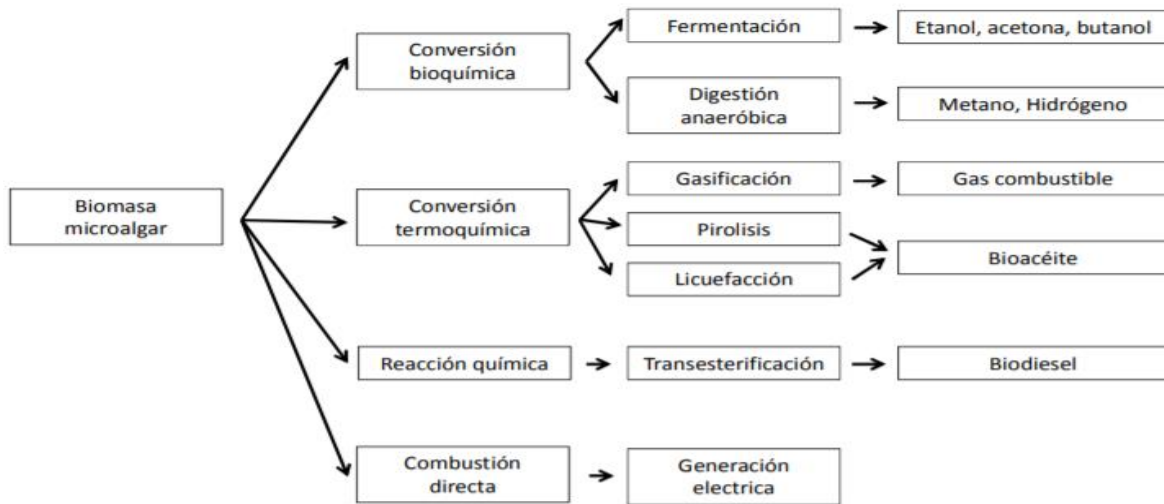 Biomasa
microalgar
Conversión
bioquímica
Fermentación
Etanol, acetona, butanol
Digestión
anaeróbica
Metano, Hidrógeno
Conversión
termoquímica
Gasificación
Gas combustible
Pirolisis
Licuefacción
Bioacéite
Reacción química
Transesterificación
Biodiesel
Combustión
directa
Generación
electrica